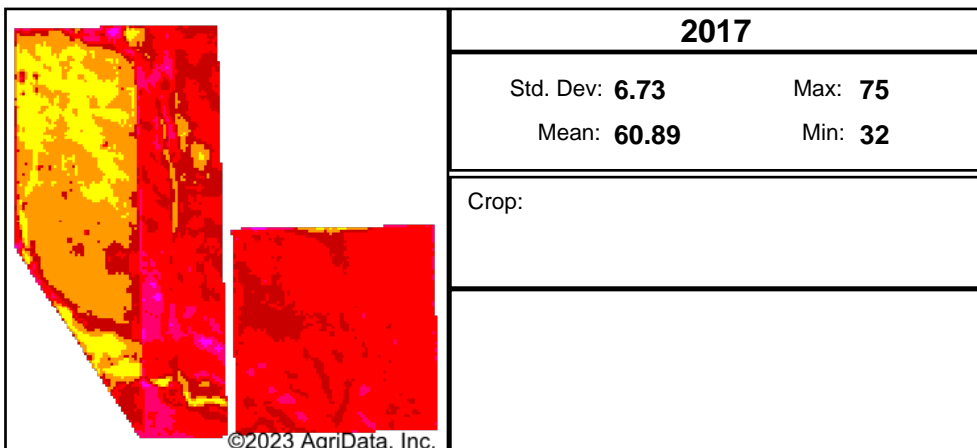 2017
Std. Dev: 6.73 Max: 75
Mean: 60.89 Min: 32
Crop:
©2023 AgriData, Inc.